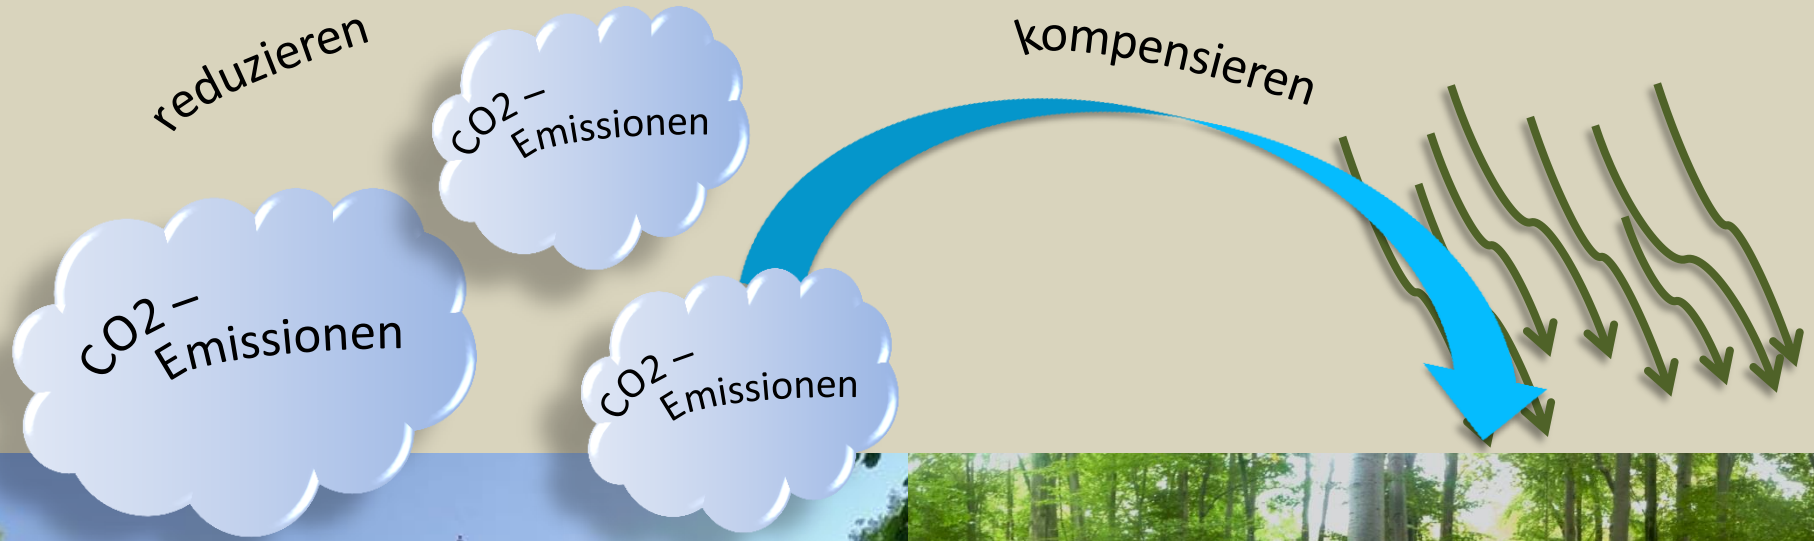 reduzieren
kompensieren
CO2 –
Emissionen
CO2 –
Emissionen
CO2 –
Emissionen